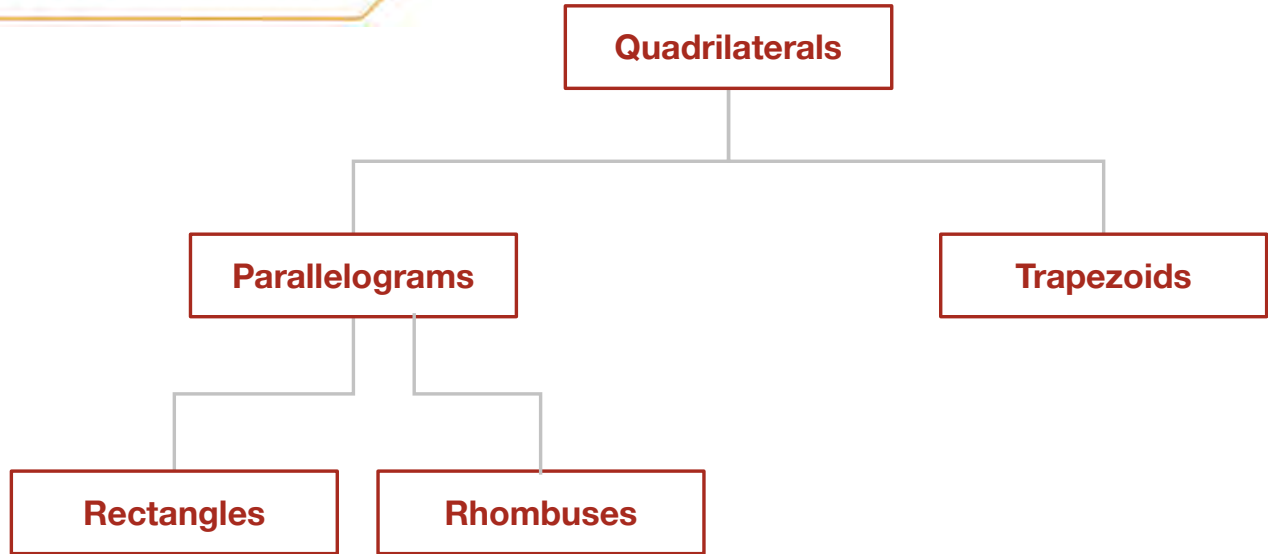 Quadrilaterals
Parallelograms
Trapezoids
Rectangles
Rhombuses